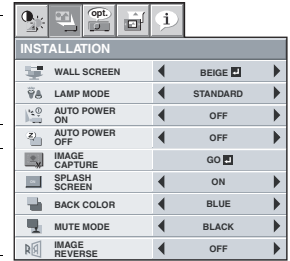 opt.
i
INSTALLATION
WALL SCREEN BEIGE
LAMP MODE STANDARD
AUTO POWER ON OFF
AUTO POWER OFF OFF
IMAGE CAPTURE GO
SPLASH SCREEN ON
BACK COLOR BLUE
MUTE MODE BLACK
IMAGE REVERSE OFF